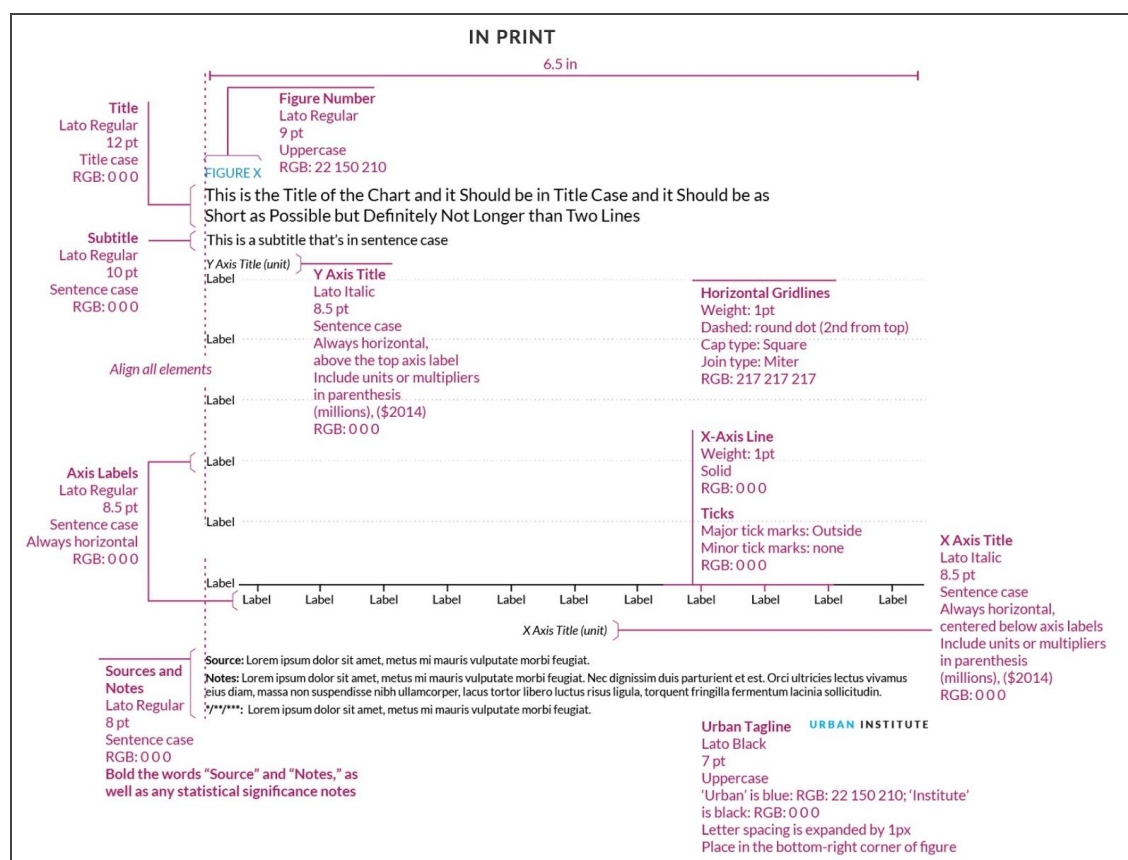 IN PRINT
6.5 in
Title
Lato Regular
12 pt
Title case
RGB: 0 0 0
Figure Number
Lato Regular
9 pt
Uppercase
RGB: 22 150 210
FIGURE X
This is the Title of the Chart and it Should be in Title Case and it Should be as
Short as Possible but Definitely Not Longer than Two Lines
Subtitle
Lato Regular
10 pt
Sentence case
RGB: 0 0 0
This is a subtitle that's in sentence case
Y Axis Title (unit)
Y Axis Title
Lato Italic
8.5 pt
Sentence case
Always horizontal,
above the top axis label
Include units or multipliers
in parenthesis
(millions), ($2014)
RGB: 0 0 0
Horizontal Gridlines
Weight: 1pt
Dashed: round dot (2nd from top)
Cap type: Square
Join type: Miter
RGB: 217 217 217
Label
Label
Label
Label
Label
Label
Align all elements
X-Axis Line
Weight: 1pt
Solid
RGB: 0 0 0
Ticks
Major tick marks: Outside
Minor tick marks: none
RGB: 0 0 0
Axis Labels
Lato Regular
8.5 pt
Sentence case
Always horizontal
RGB: 0 0 0
Label Label Label Label Label Label Label Label Label Label Label
X Axis Title (unit)
X Axis Title
Lato Italic
8.5 pt
Sentence case
Always horizontal,
centered below axis labels
Include units or multipliers
in parenthesis
(millions), ($2014)
RGB: 0 0 0
Source: Lorem ipsum dolor sit amet, metus mi mauris vulputate morbi feugiat.
Notes: Lorem ipsum dolor sit amet, metus mi mauris vulputate morbi feugiat. Nec dignissim duis parturient et est. Orci ultricies lectus vivamus
eius diam, massa non suspendisse nibh ullamcorper, lacus tortor libero luctus risus ligula, torquent fringilla fermentum lacinia sollicitudin.
*/**/***: Lorem ipsum dolor sit amet, metus mi mauris vulputate morbi feugiat.
Sources and
Notes
Lato Regular
8 pt
Sentence case
RGB: 0 0 0
Bold the words “Source” and “Notes,” as
well as any statistical significance notes
URBAN INSTITUTE
Urban Tagline
Lato Black
7 pt
Uppercase
‘Urban’ is blue: RGB: 22 150 210; ‘Institute’
is black: RGB: 0 0 0
Letter spacing is expanded by 1px
Place in the bottom-right corner of figure